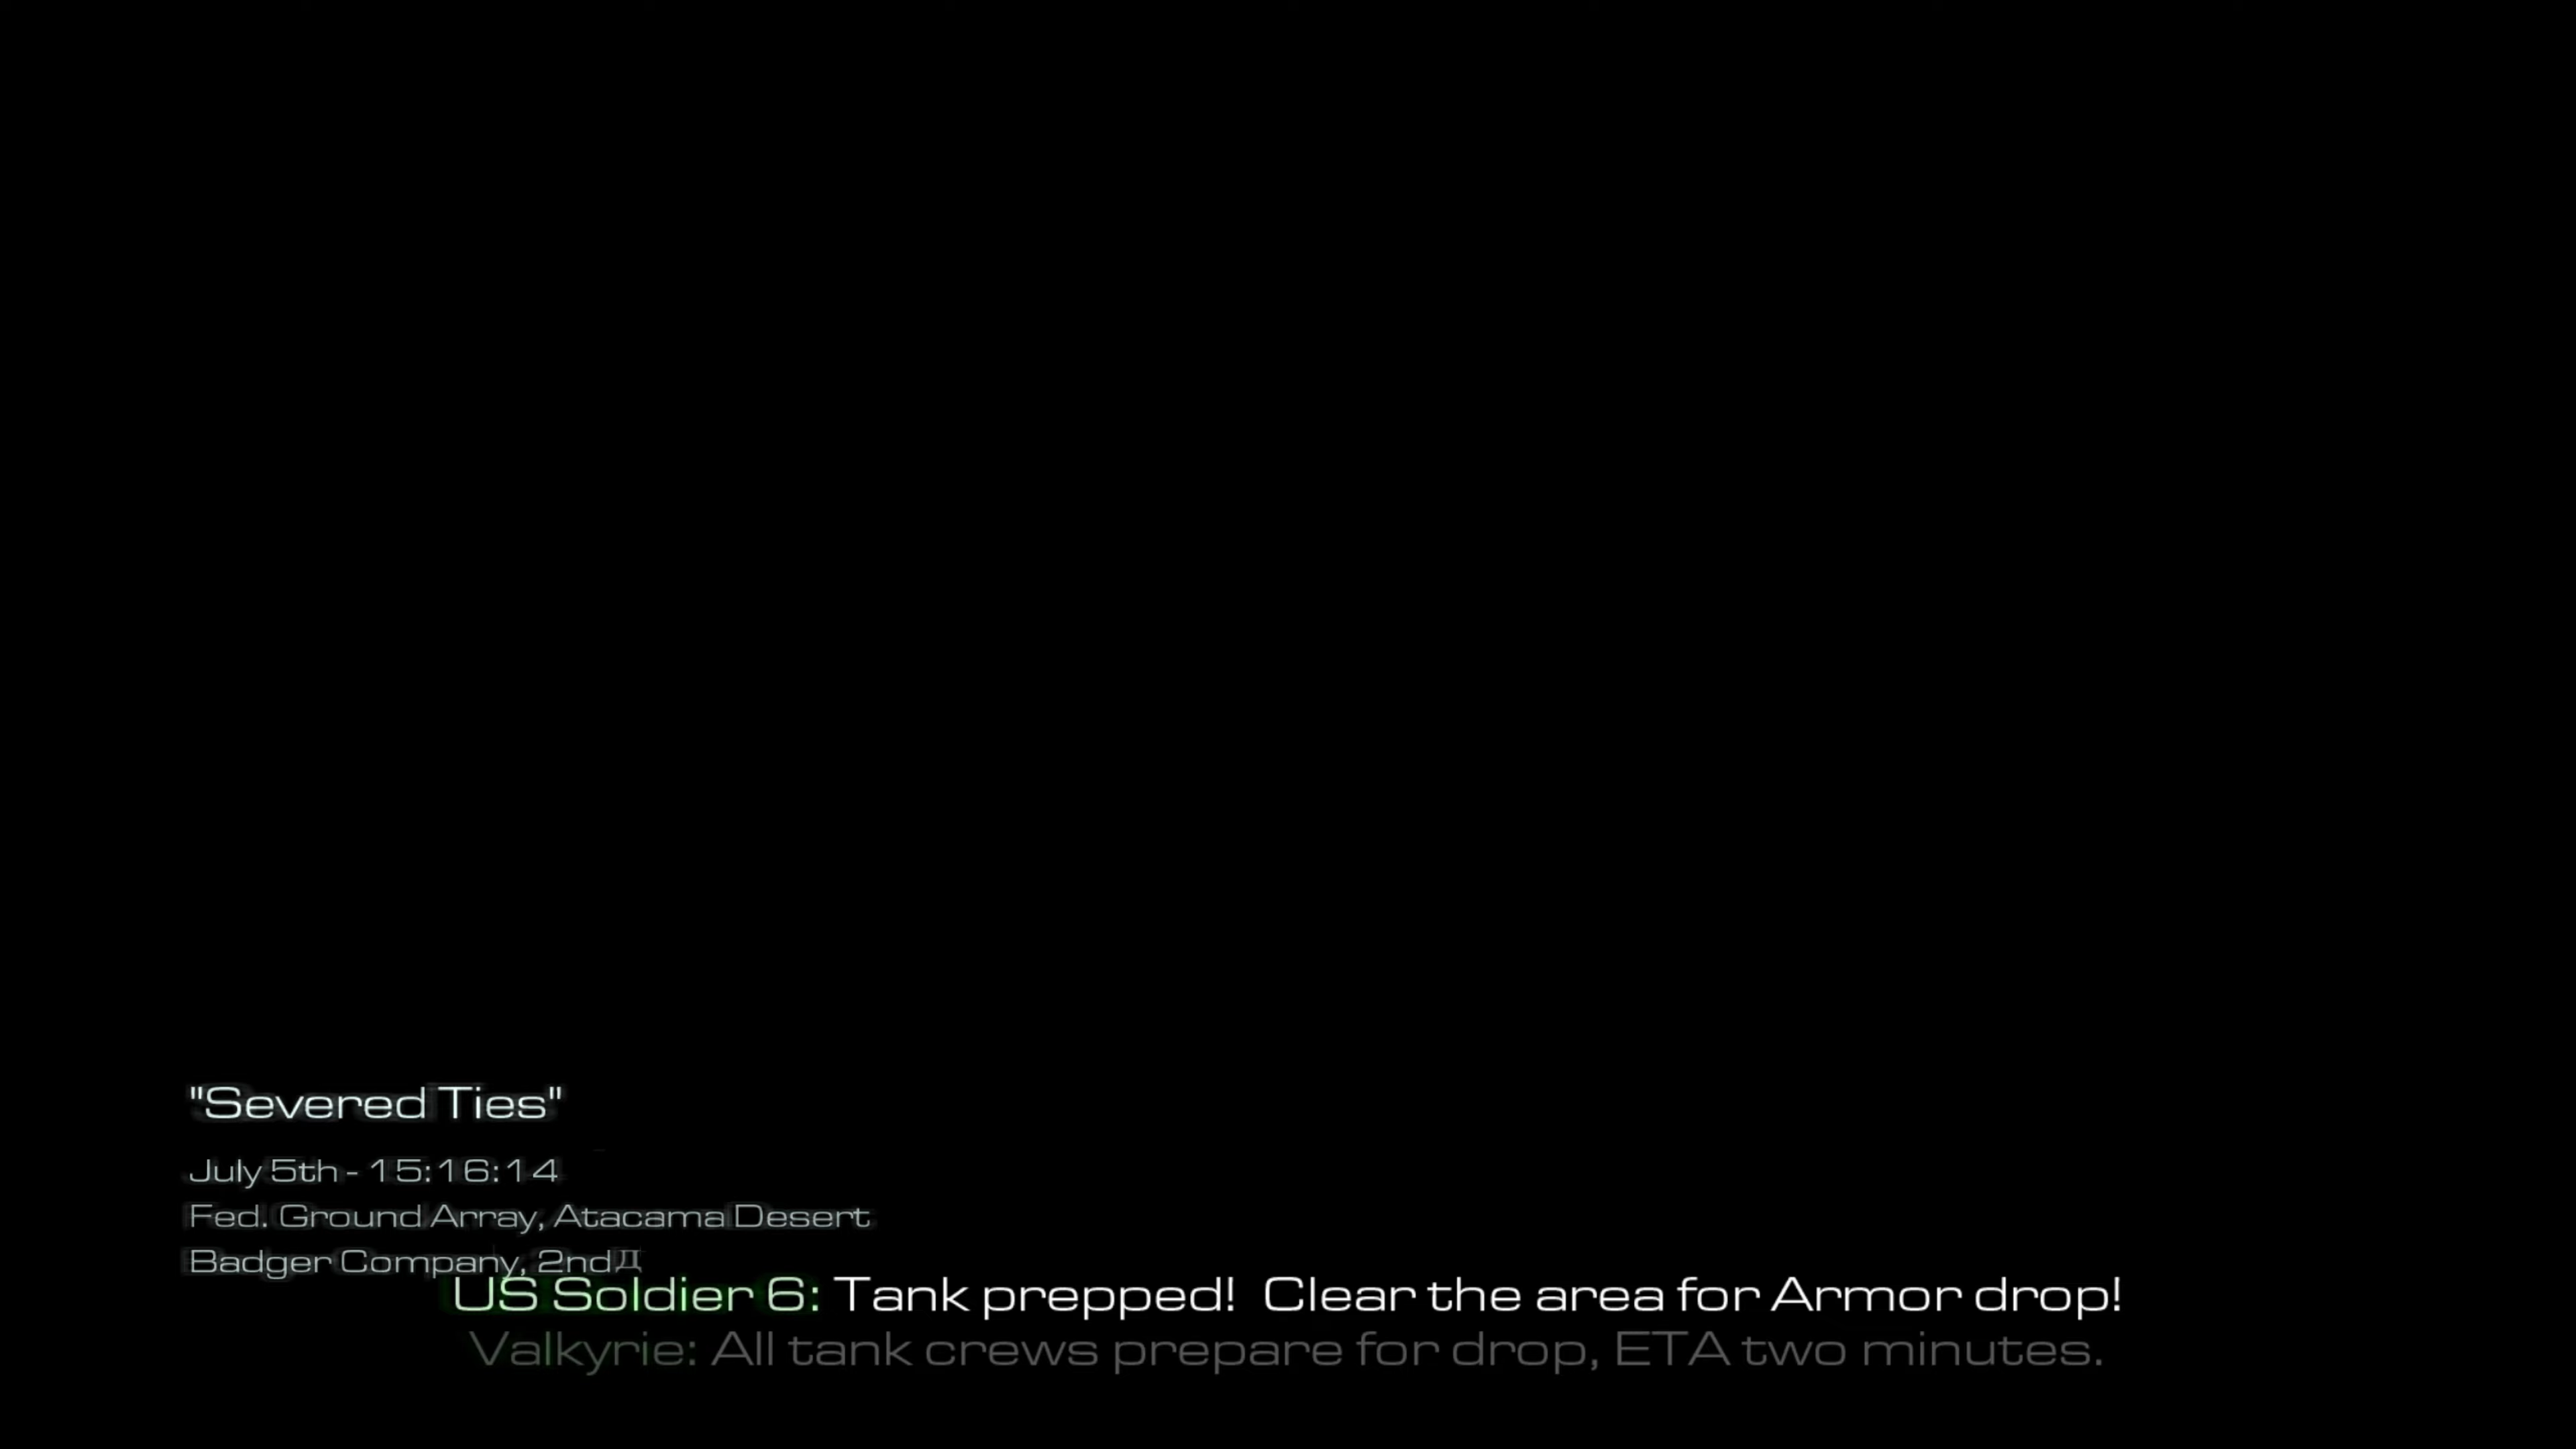 "Severed Ties"
July 5th - 15:16:14
Fed. Ground Array, Atacama Desert
Badger Company, 2ndД
US Soldier 6: Tank prepped!  Clear the area for Armor drop!
Valkyrie: All tank crews prepare for drop, ETA two minutes.